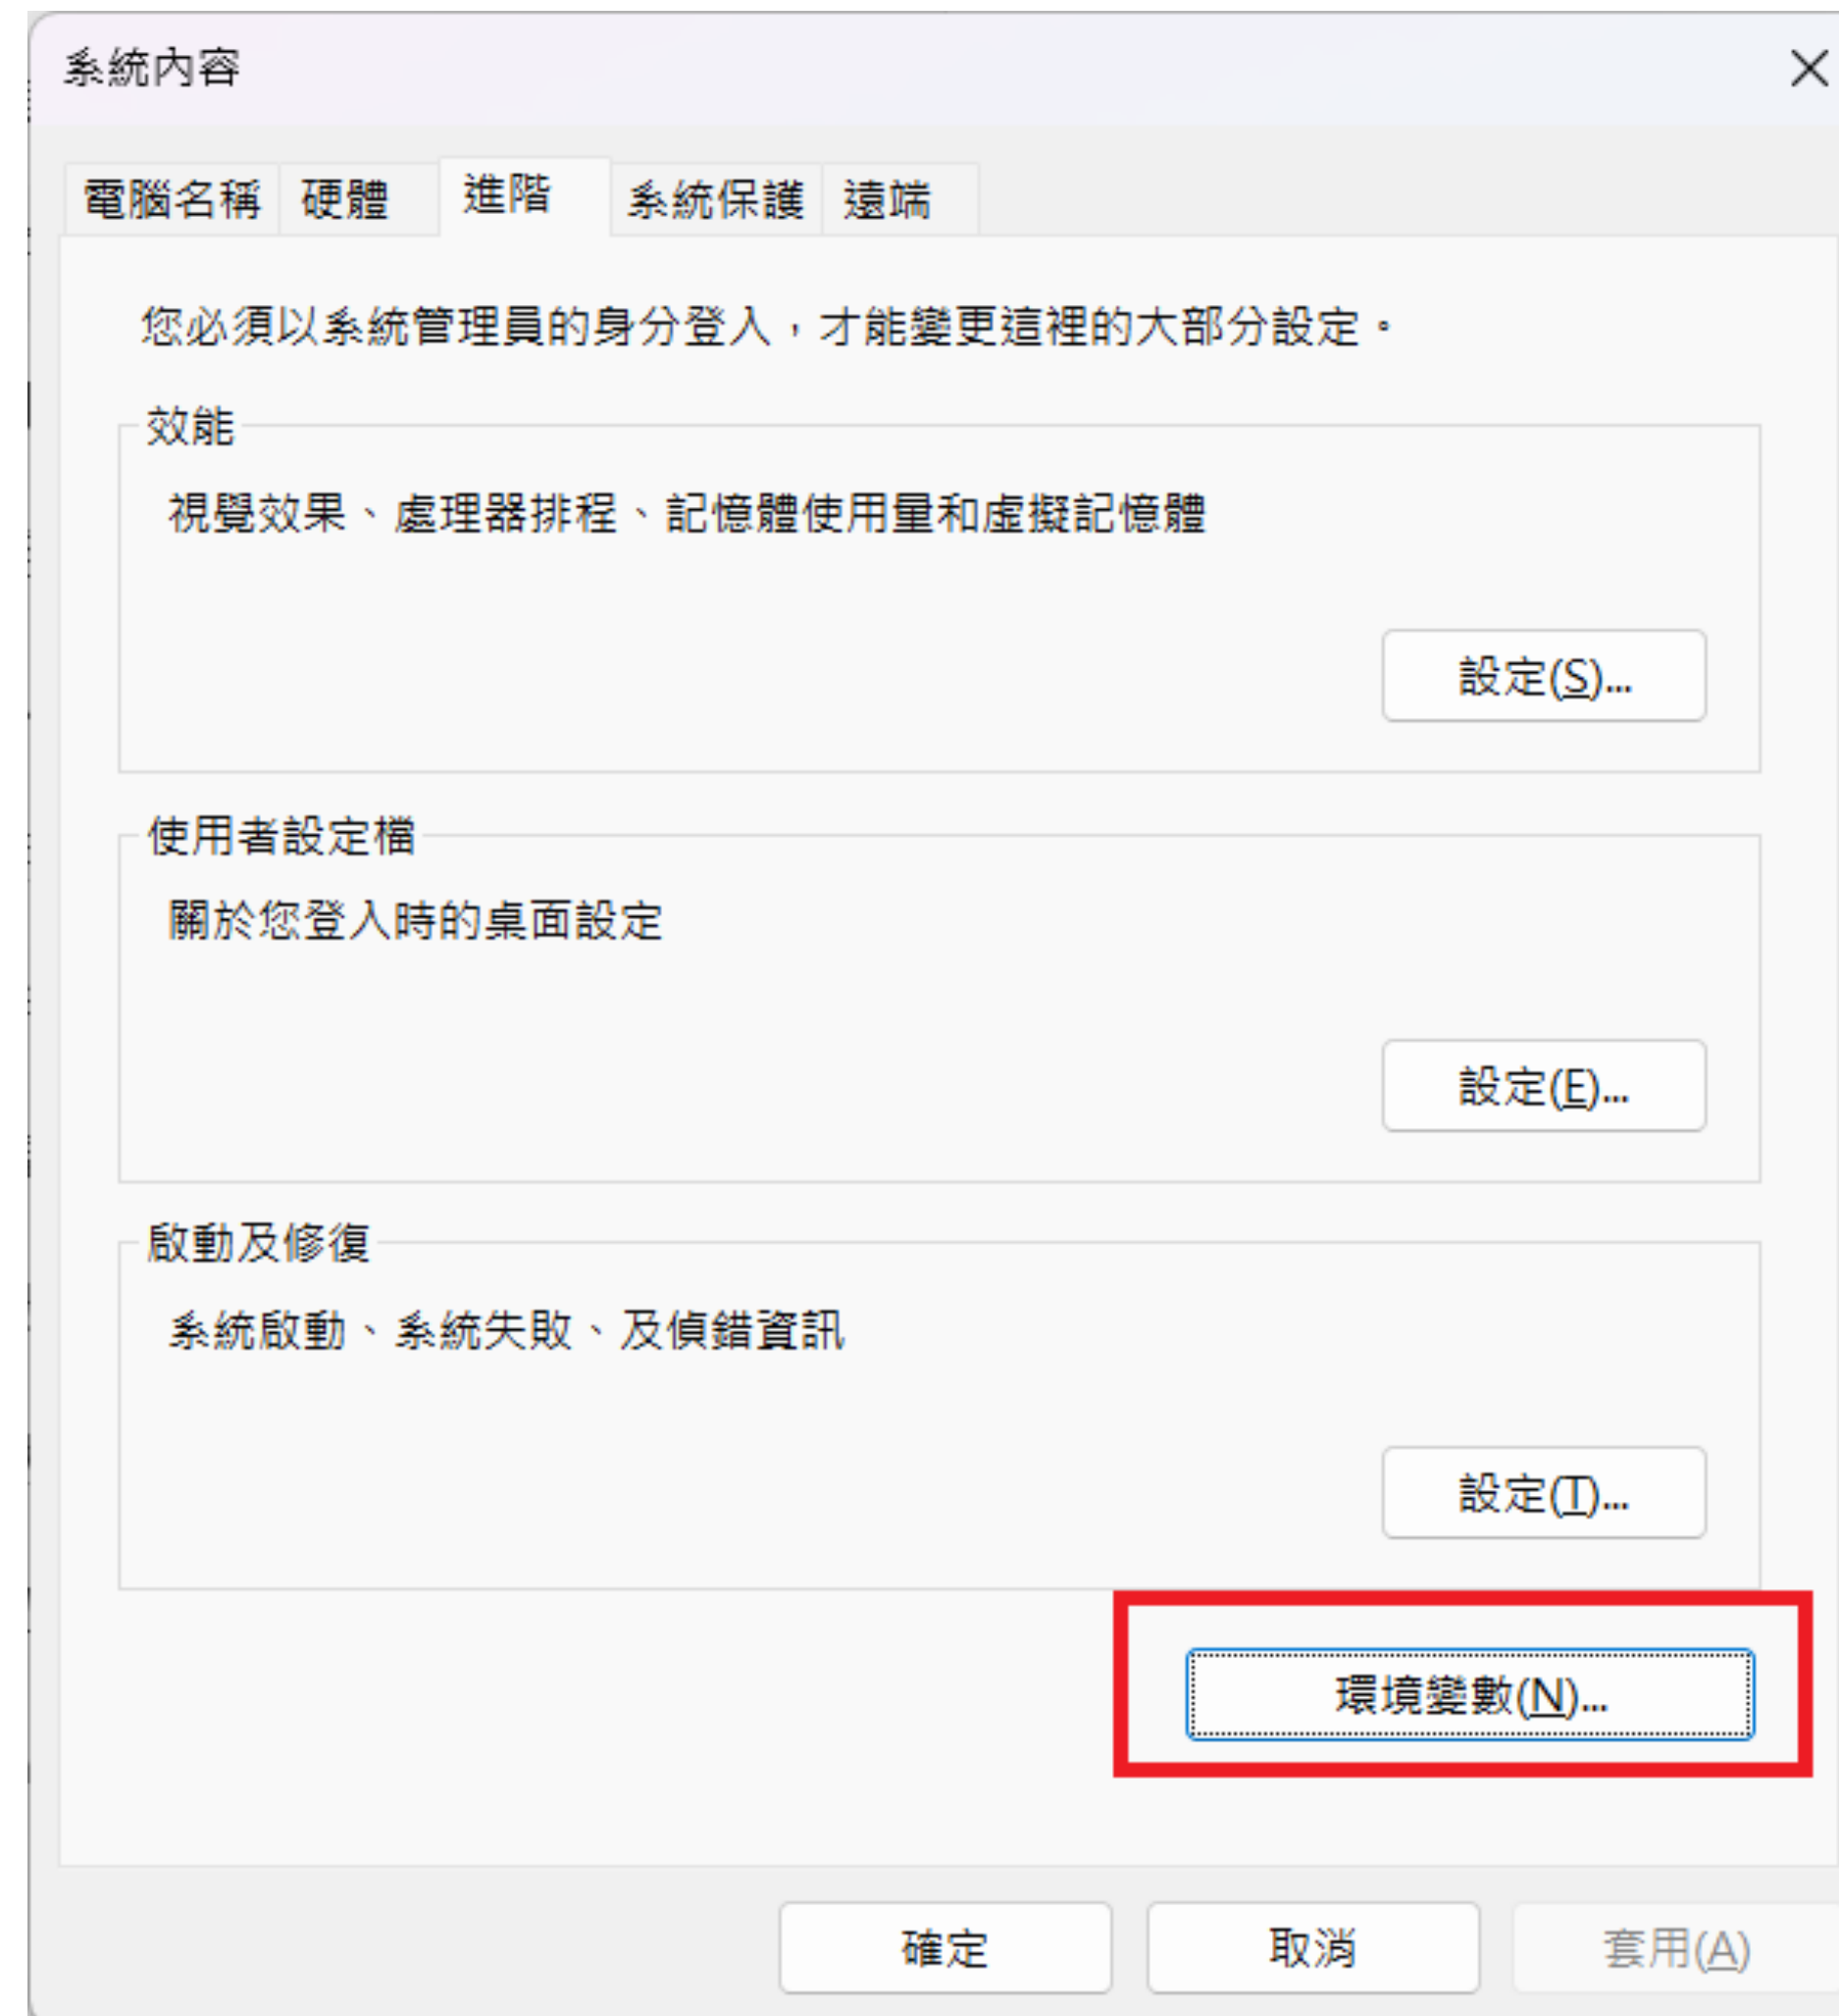 系統內容
電腦名稱 硬體 進階 系統保護 遠端
您必須以系統管理員的身分登入，才能變更這裡的大部分設定。
效能
視覺效果、處理器排程、記憶體使用量和虛擬記憶體
設定(S)...
使用者設定檔
關於您登入時的桌面設定
設定(E)...
啟動及修復
系統啟動、系統失敗、及偵錯資訊
設定(T)...
環境變數(N)...
確定 取消 套用(A)